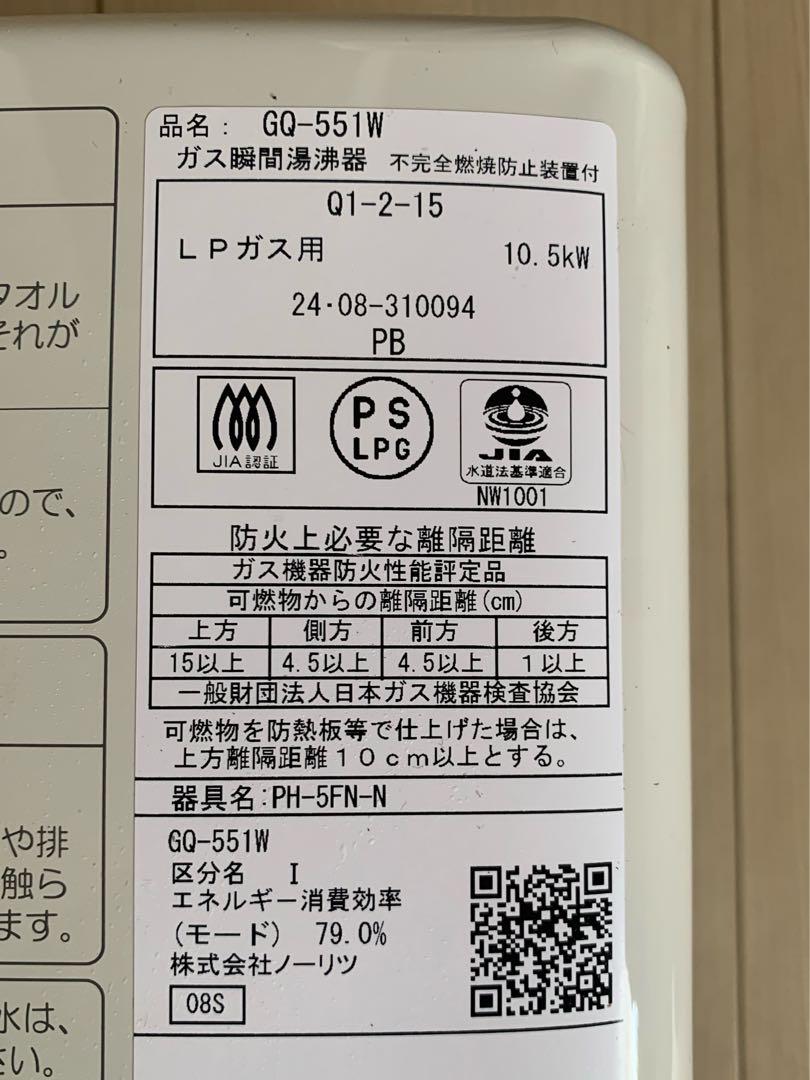 タオル
それが
ので、
。
や排
触ら
ます。
水は、
さい。
品名： GQ-551W
ガス瞬間湯沸器 不完全燃焼防止装置付
Q1-2-15
ＬＰガス用 10.5kW
24・08-310094
PB
JIA認証
PS
LPG
JIA
水道法基準適合
NW1001
防火上必要な離隔距離
ガス機器防火性能評定品
可燃物からの離隔距離(cm)
上方 側方 前方 後方
15以上 4.5以上 4.5以上 1以上
一般財団法人日本ガス機器検査協会
可燃物を防熱板等で仕上げた場合は、
上方離隔距離１０ｃｍ以上とする。
器具名:PH-5FN-N
GQ-551W
区分名 I
エネルギー消費効率
(モード) 79.0%
株式会社ノーリツ
08S